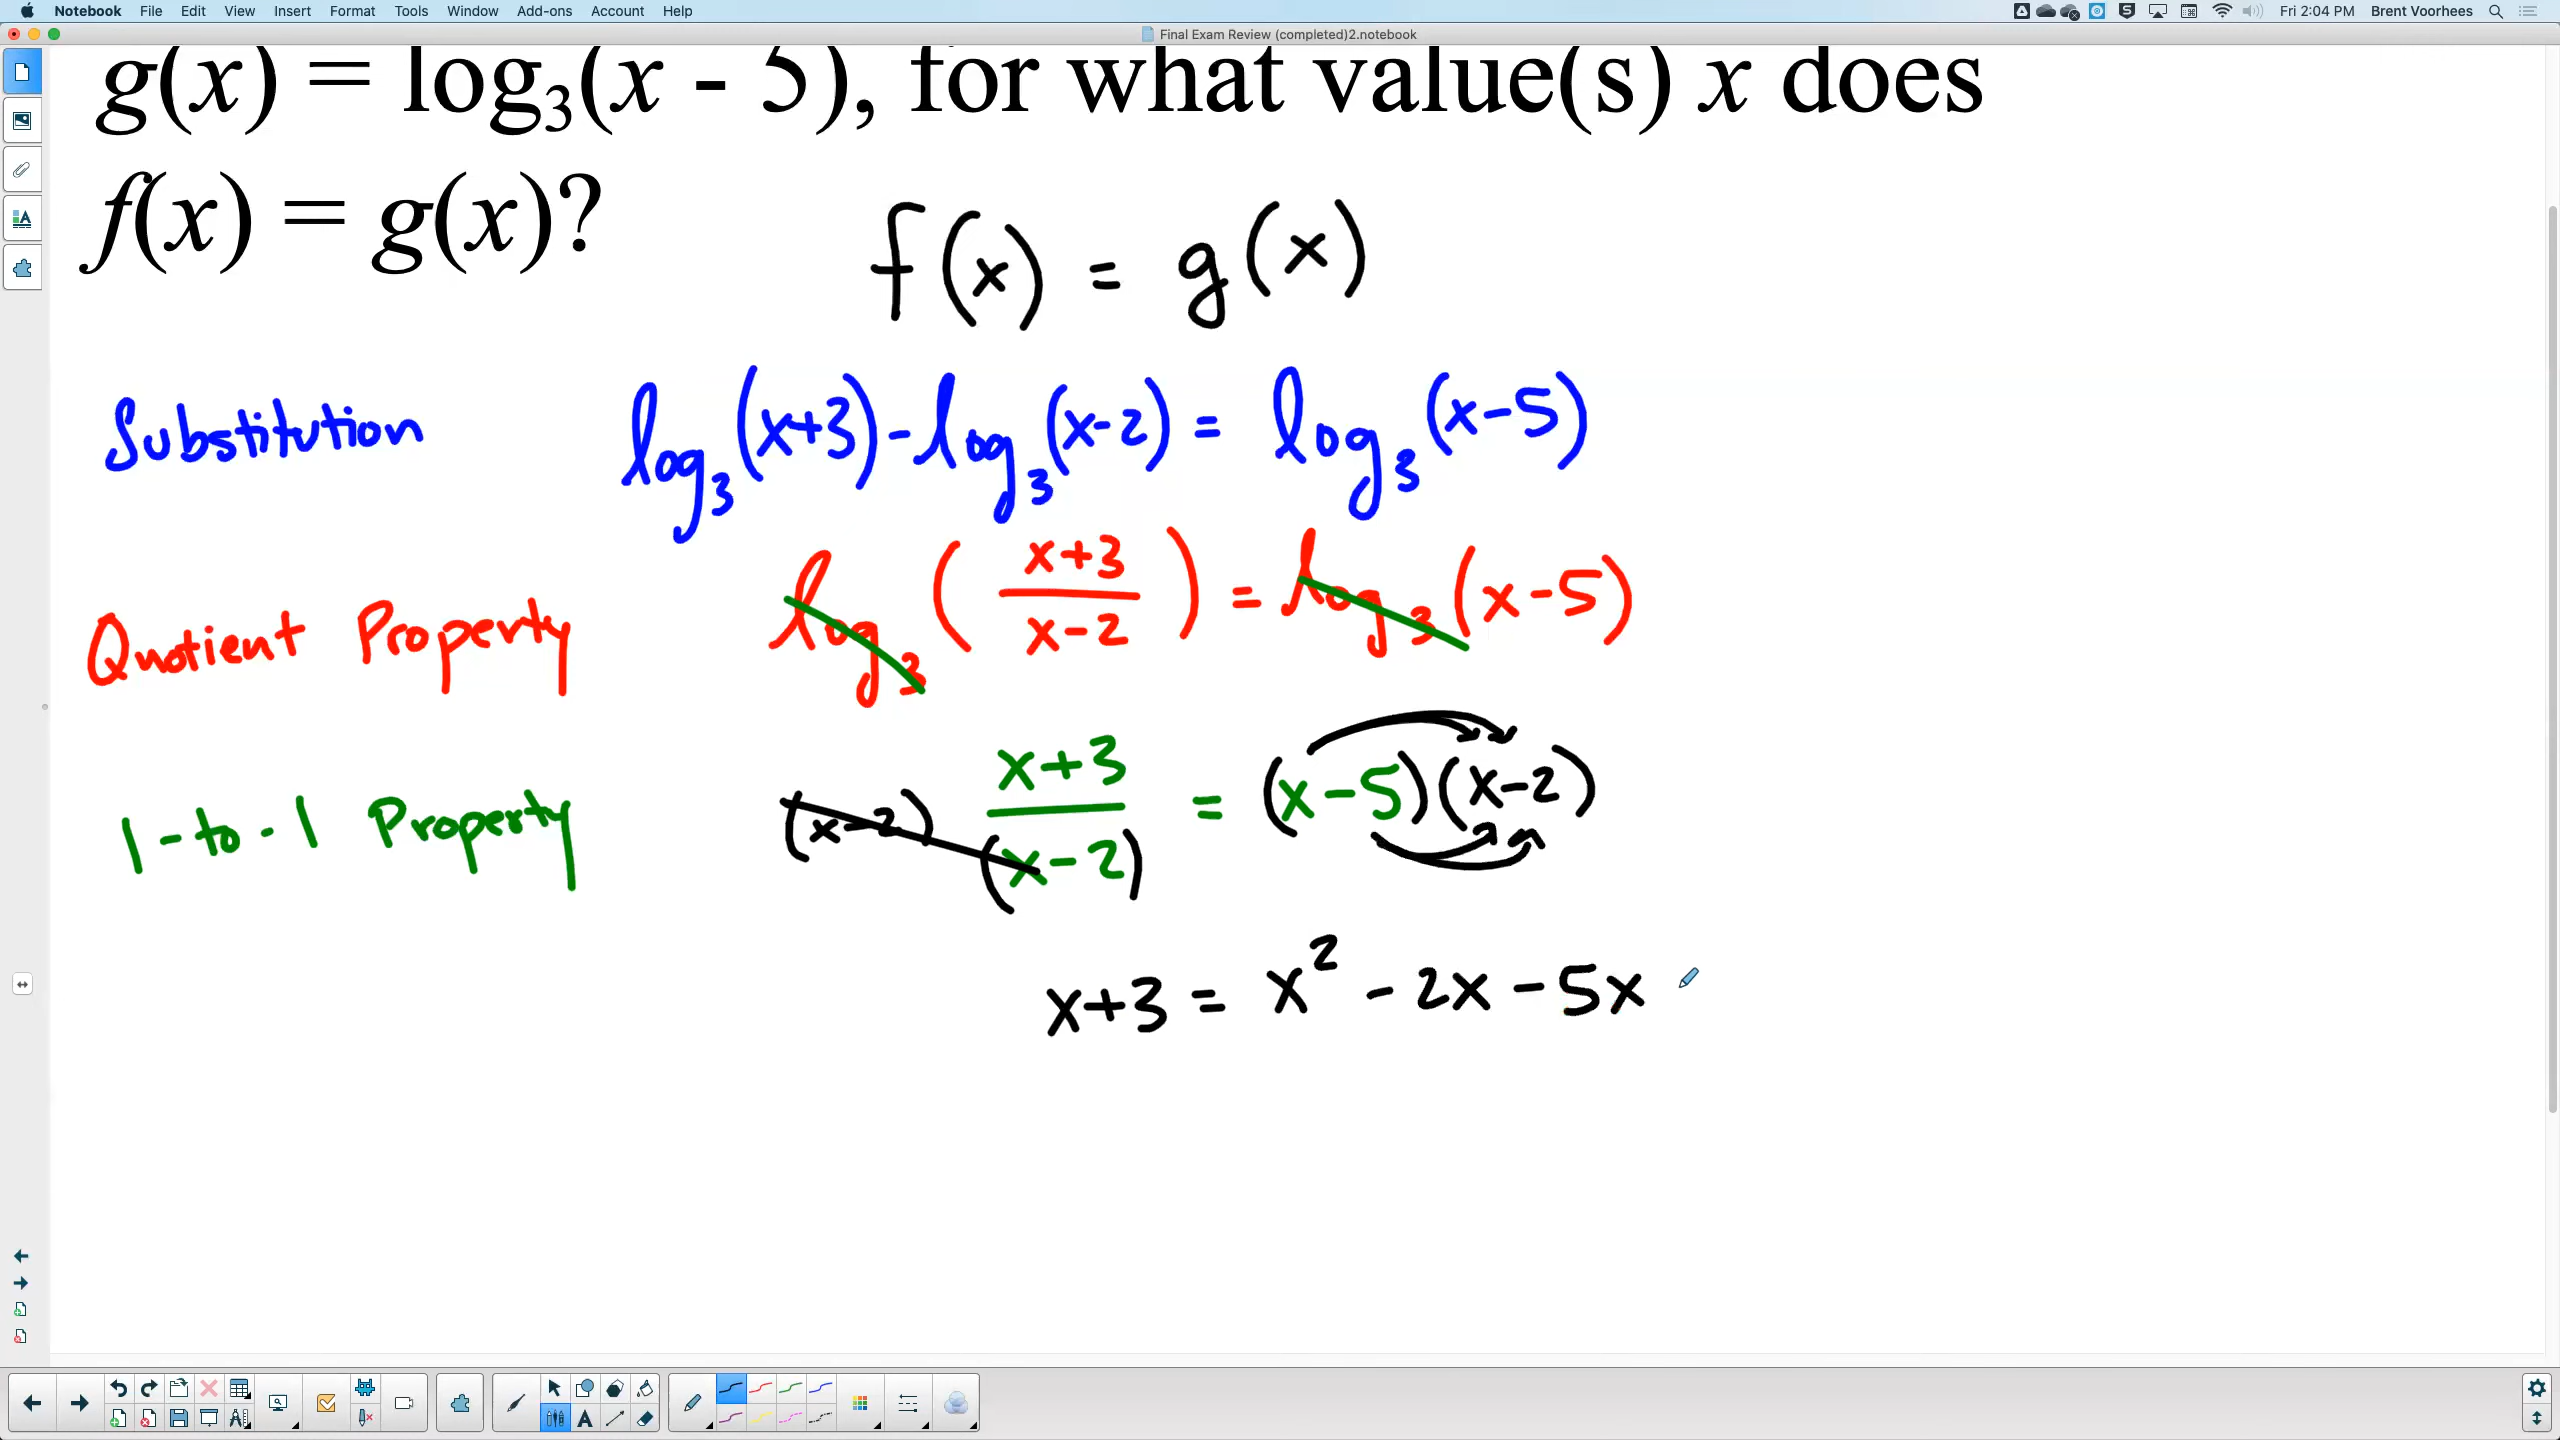 Notebook File Edit View Insert Format Tools Window Add-ons Account Help Fri 2:04 PM Brent Voorhees
Final Exam Review (completed)2.notebook
g(x) = log₃(x - 5), for what value(s) x does
f(x) = g(x)?
f(x) = g(x)
Substitution log₃(x+3) - log₃(x-2) = log₃(x-5)
Quotient Property log₃(x+3/x-2) = log₃(x-5)
1-to-1 Property (x-2) x+3/(x-2) = (x-5)(x-2)
x+3 = x² - 2x - 5x